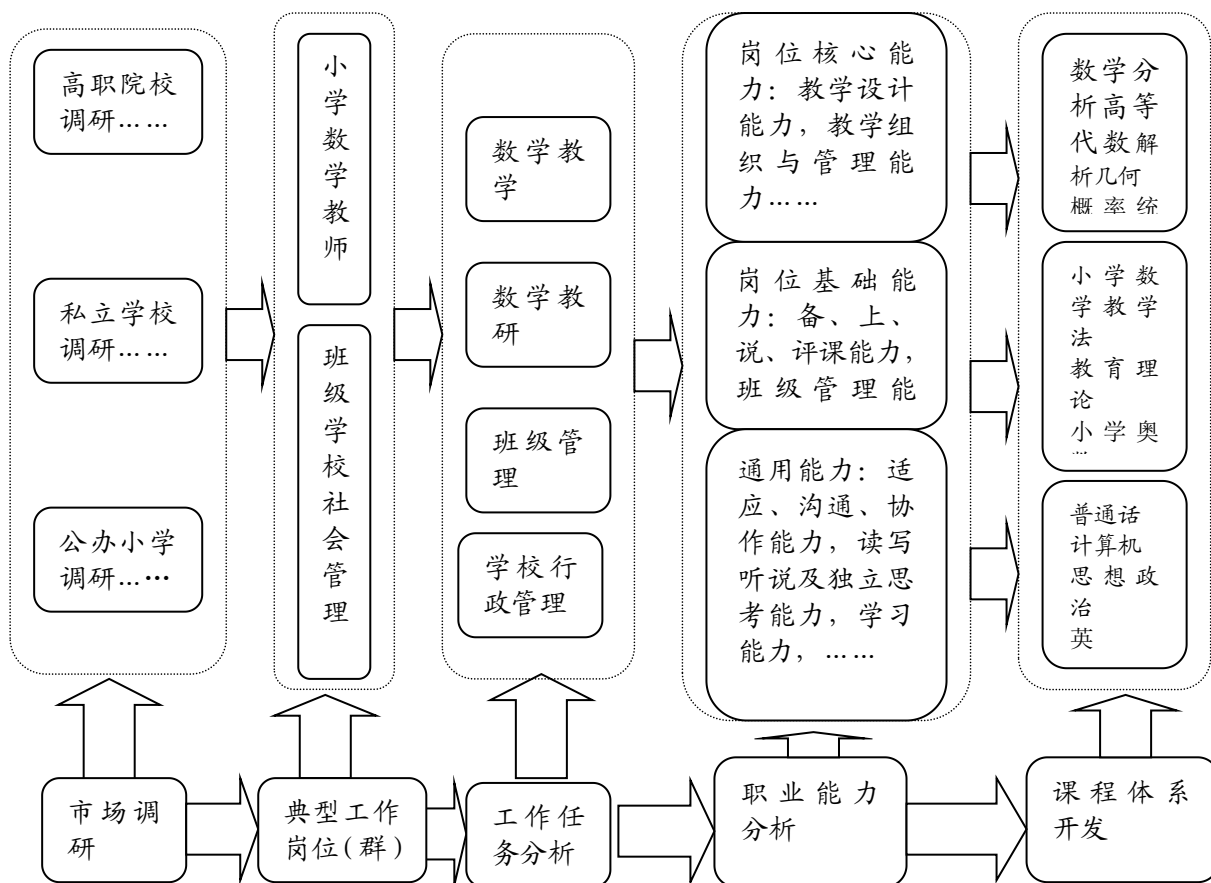 高职院校
调研……
私立学校
调研……
公办小学
调研……
小
学
数
学
教
师
班
级
学
校
社
会
管
理
数学教
学
数学教
研
班级管
理
学校行
政管理
岗位核心能
力：教学设计
能力，教学组
织与管理能
力……
岗位基础能
力：备、上、
说、评课能力，
班级管理能
通用能力：适
应、沟通、协
作能力，读写
听说及独立思
考能力，学习
能力，……
数学分
析高等
代数解
析几何
概率统
小学数
学教学
法
教育理
论
小学奥
普通话
计算机
思想政
治
英
市场调
研
典型工作
岗位(群)
工作任
务分析
职业能力
分析
课程体系
开发